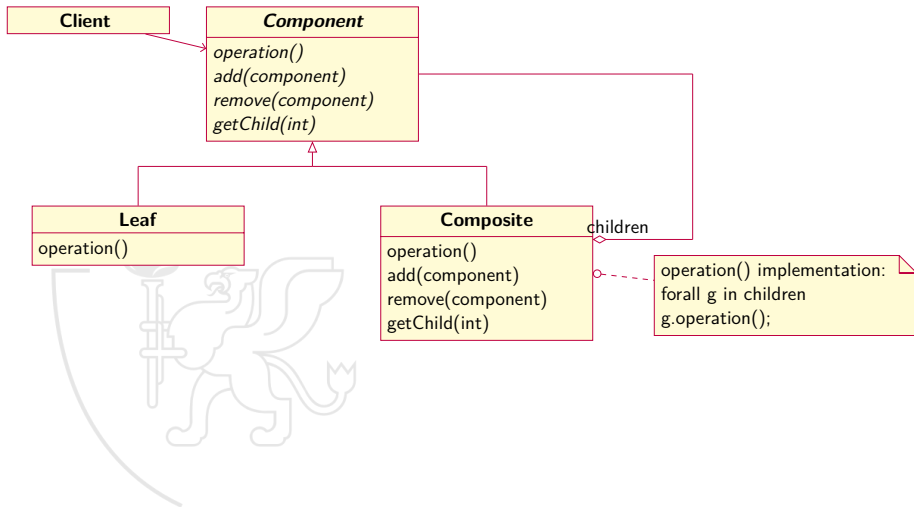 Client
Component
operation()
add(component)
remove(component)
getChild(int)
Leaf
operation()
Composite
operation()
add(component)
remove(component)
getChild(int)
children
operation() implementation:
forall g in children
g.operation();